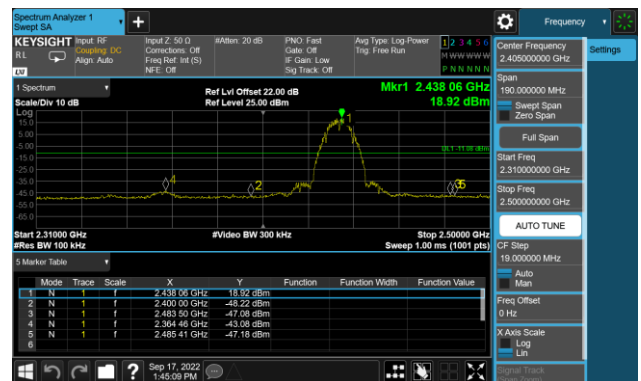 Spectrum Analyzer 1
Swept SA
Frequency
KEYSIGHT
RL
LXI
Input: RF
Coupling: DC
Align: Auto
Input Z: 50 Ω
Corrections: Off
Freq Ref: Int (S)
NFE: Off
#Atten: 20 dB
PNO: Fast
Gate: Off
IF Gain: Low
Sig Track: Off
Avg Type: Log-Power
Trig: Free Run
1 2 3 4 5 6
M W W W W W
P N N N N N
Center Frequency
2.405000000 GHz
Settings
1 Spectrum
Scale/Div 10 dB
Log
Ref Lvl Offset 22.00 dB
Ref Level 25.00 dBm
Mkr1 2.438 06 GHz
18.92 dBm
Span
190.000000 MHz
Swept Span
Zero Span
Full Span
15.0
5.00
-5.00
-15.0
-25.0
-35.0
-45.0
-55.0
-65.0
1
4
2
5
Start Freq
2.310000000 GHz
Stop Freq
2.500000000 GHz
AUTO TUNE
Start 2.31000 GHz
#Res BW 100 kHz
#Video BW 300 kHz
Stop 2.50000 GHz
Sweep 1.00 ms (1001 pts)
CF Step
19.000000 MHz
Auto
Man
Freq Offset
0 Hz
X Axis Scale
Log
Lin
Signal Track
5 Marker Table
Mode Trace Scale X Y Function Function Width Function Value
1 N 1 f 2.438 06 GHz 18.92 dBm
2 N 1 f 2.400 00 GHz -48.22 dBm
3 N 1 f 2.483 50 GHz -47.08 dBm
4 N 1 f 2.364 46 GHz -43.08 dBm
5 N 1 f 2.485 41 GHz -47.18 dBm
6
?
Sep 17, 2022
1:45:09 PM